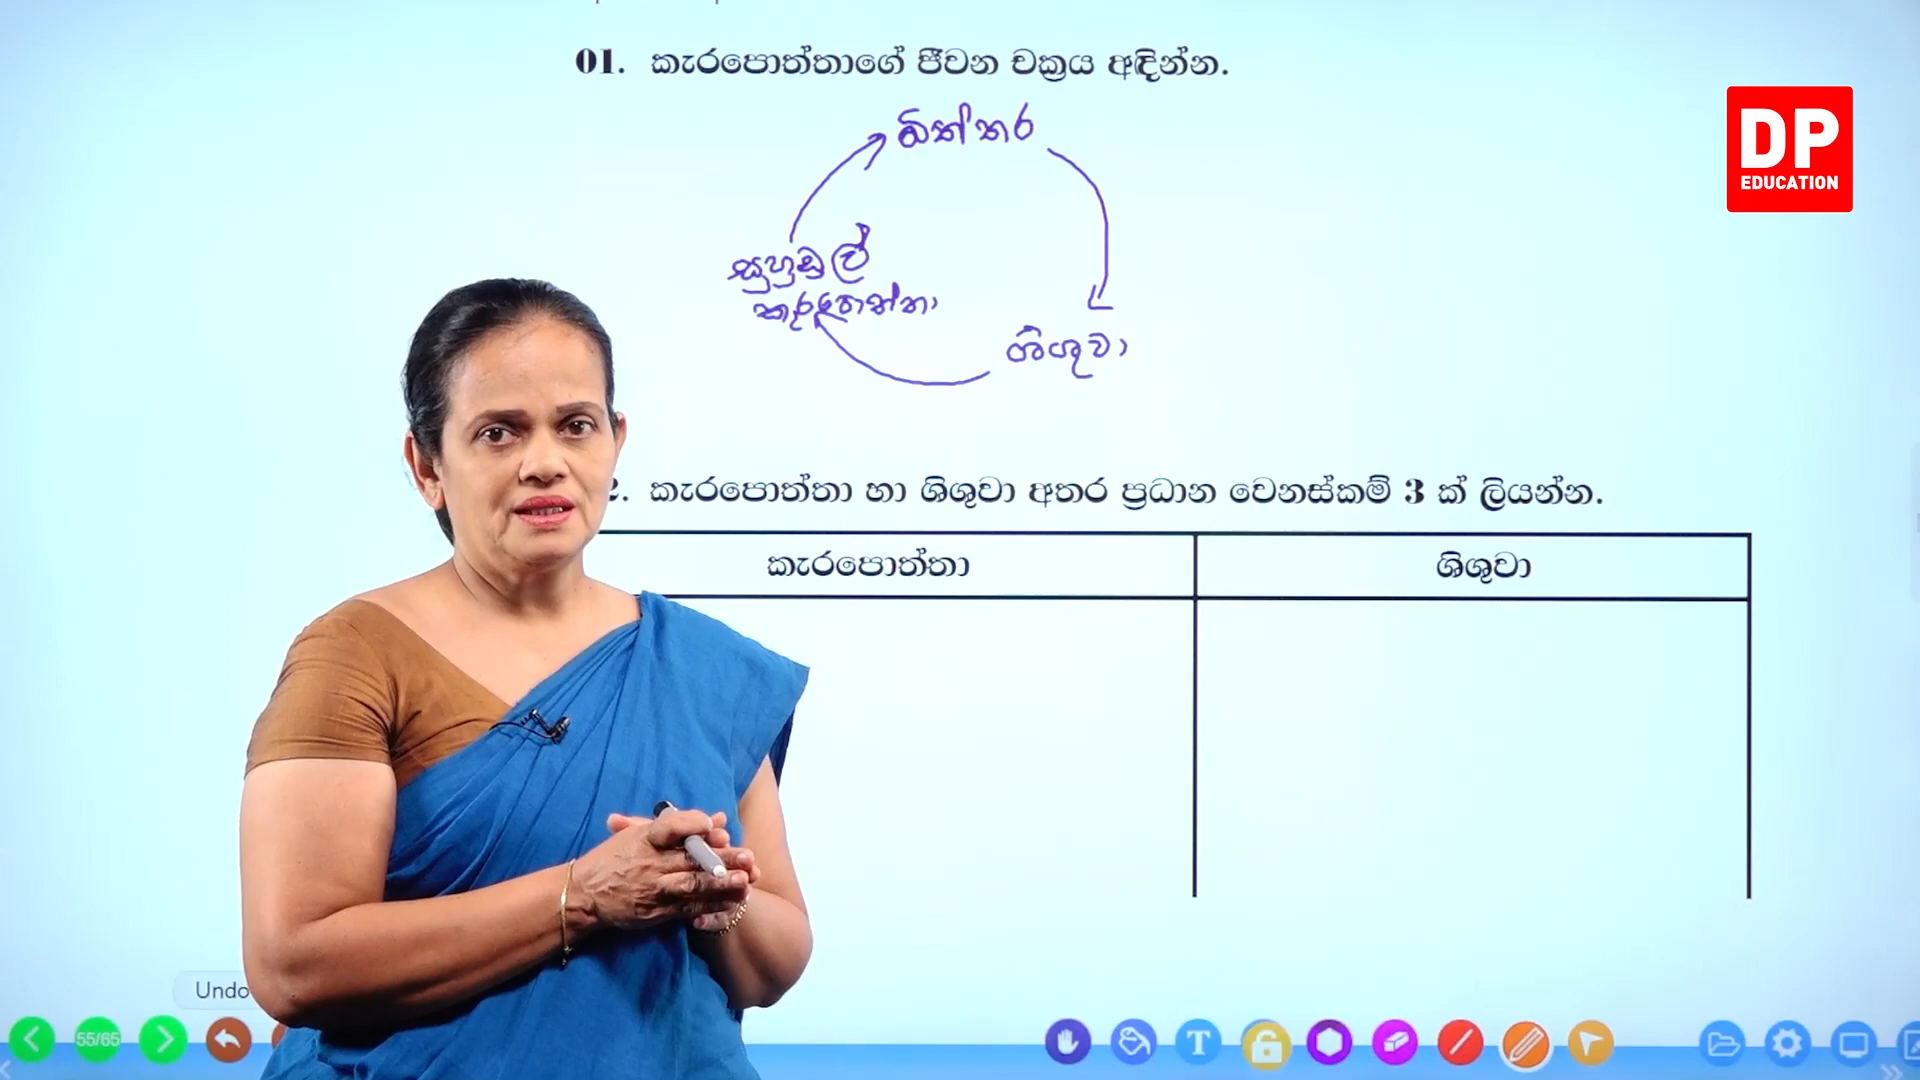 01. කැරපොත්තාගේ ජීවන චක්‍රය අඳින්න.
DP
EDUCATION
බිත්තර
සුහුඹුල්
කැරපොත්තා
ශිශුවා
2. කැරපොත්තා හා ශිශුවා අතර ප්‍රධාන වෙනස්කම් 3 ක් ලියන්න.
කැරපොත්තා
ශිශුවා
Undo
55/65
T